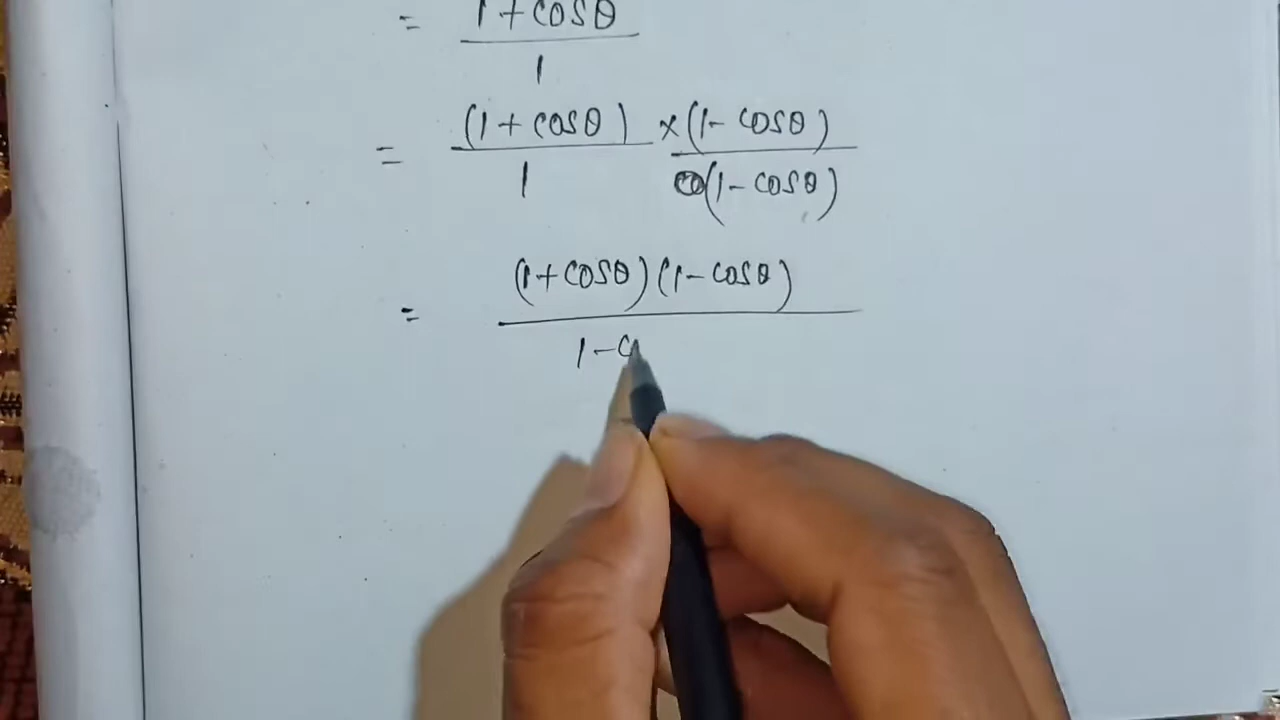 = 1 + cosθ / 1
= (1 + cosθ) / 1 × (1 - cosθ) / (1 - cosθ)
= (1 + cosθ)(1 - cosθ) / 1 - c